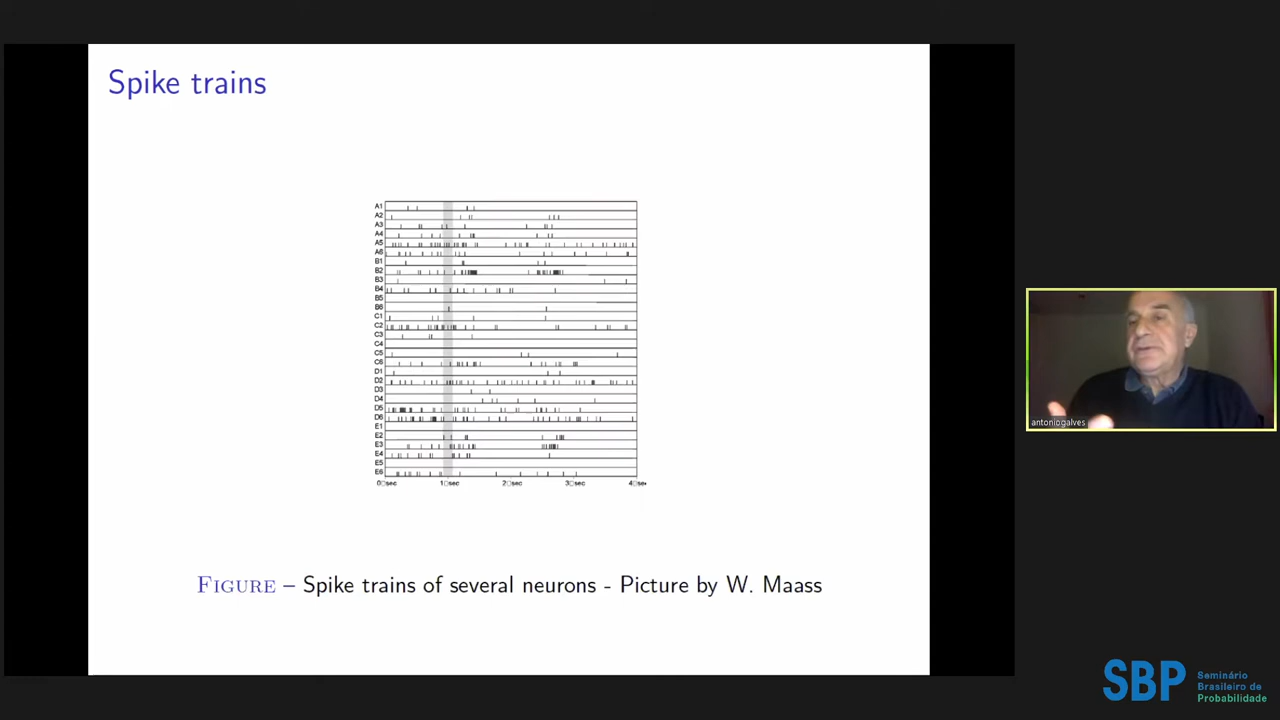 Spike trains
A1
A2
A3
A4
A5
A6
B1
B2
B3
B4
B5
B6
C1
C2
C3
C4
C5
C6
D1
D2
D3
D4
D5
D6
E1
E2
E3
E4
E5
E6
0 sec 1 sec 2 sec 3 sec
FIGURE – Spike trains of several neurons - Picture by W. Maass
antoniogalves
SBP
Seminário
Brasileiro de
Probabilidade